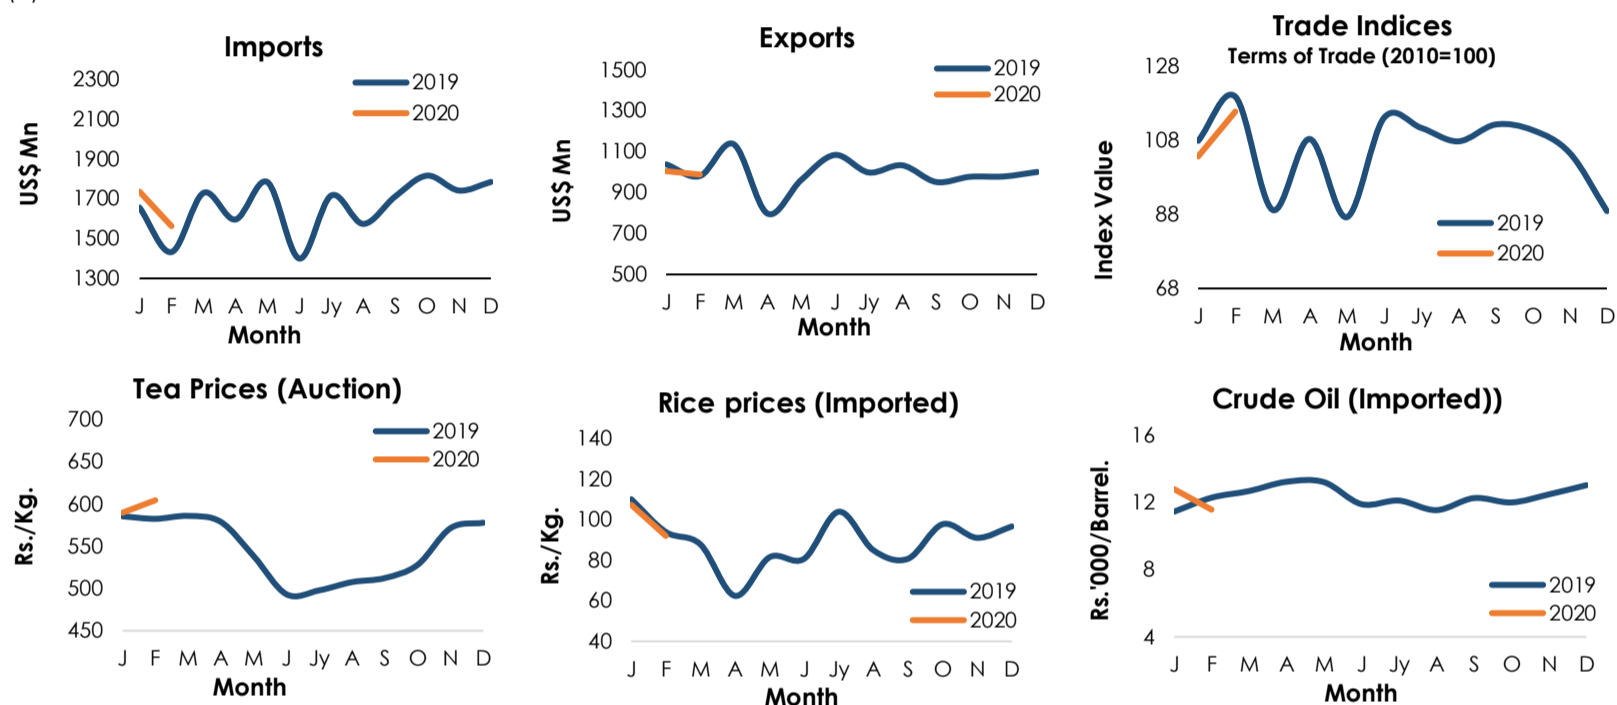 Imports
US$ Mn
2300
2100
1900
1700
1500
1300
2019
2020
J F M A M J Jy A S O N D
Month
Exports
US$ Mn
1500
1300
1100
900
700
500
2019
2020
J F M A M J Jy A S O N D
Month
Trade Indices
Terms of Trade (2010=100)
Index Value
128
108
88
68
2019
2020
J F M A M J Jy A S O N D
Month
Tea Prices (Auction)
Rs./Kg.
700
650
600
550
500
450
2019
2020
J F M A M J Jy A S O N D
Month
Rice prices (Imported)
Rs./Kg.
140
120
100
80
60
40
2019
2020
J F M A M J Jy A S O N D
Month
Crude Oil (Imported))
Rs.'000/Barrel.
16
12
8
4
2019
2020
J F M A M J Jy A S O N D
Month